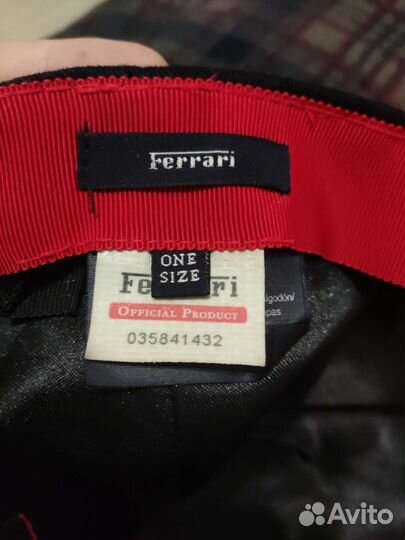 Ferrari
ONE
SIZE
Ferrari
OFFICIAL PRODUCT
035841432
Avito